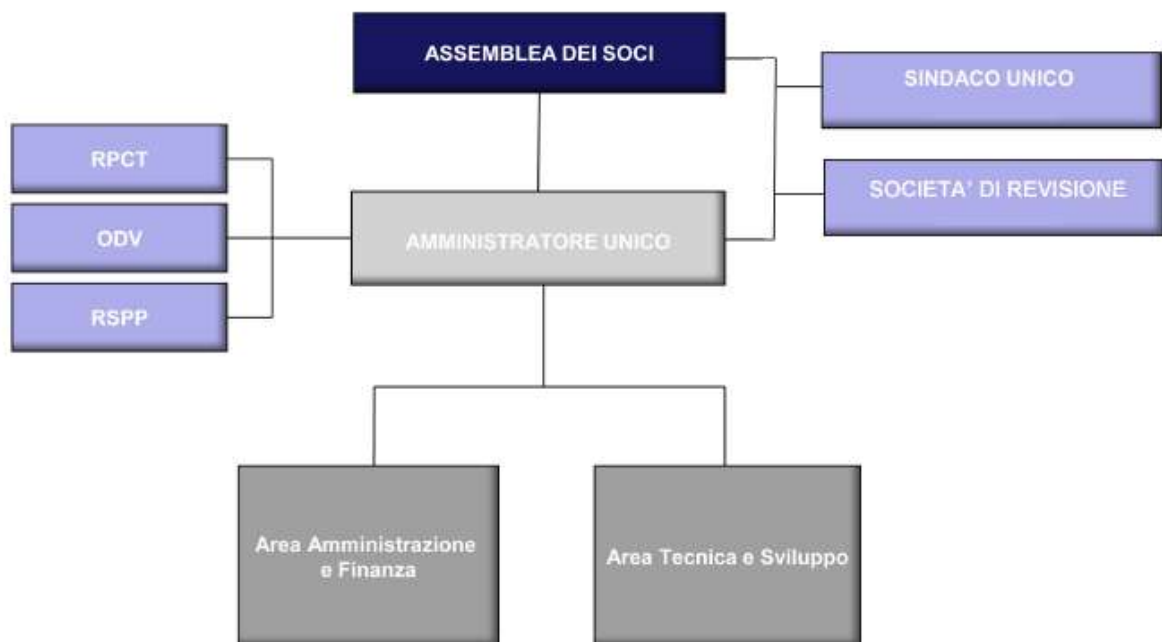 ASSEMBLEA DEI SOCI
SINDACO UNICO
RPCT
SOCIETA' DI REVISIONE
ODV
AMMINISTRATORE UNICO
RSPP
Area Amministrazione
e Finanza
Area Tecnica e Sviluppo